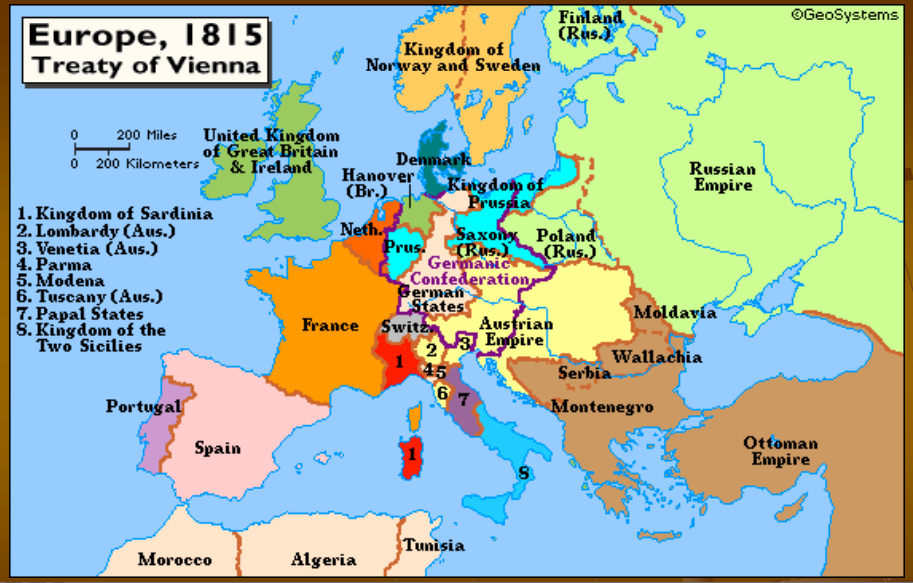 Europe, 1815
Treaty of Vienna
©GeoSystems
Finland
(Rus.)
Kingdom of
Norway and Sweden
0 200 Miles
0 200 Kilometers
United Kingdom
of Great Britain
& Ireland
Denmark
Hanover
(Br.)
Kingdom of
Prussia
Russian
Empire
1. Kingdom of Sardinia
2. Lombardy (Aus.)
3. Venetia (Aus.)
4. Parma
5. Modena
6. Tuscany (Aus.)
7. Papal States
8. Kingdom of the
Two Sicilies
Neth.
Prus.
Saxony
(Rus.)
Poland
(Rus.)
Germanic
Confederation
German
States
France
Switz.
Austrian
Empire
Moldavia
Wallachia
Serbia
Montenegro
1
2
3
4
5
6
7
Portugal
Spain
1
8
Ottoman
Empire
Morocco
Algeria
Tunisia